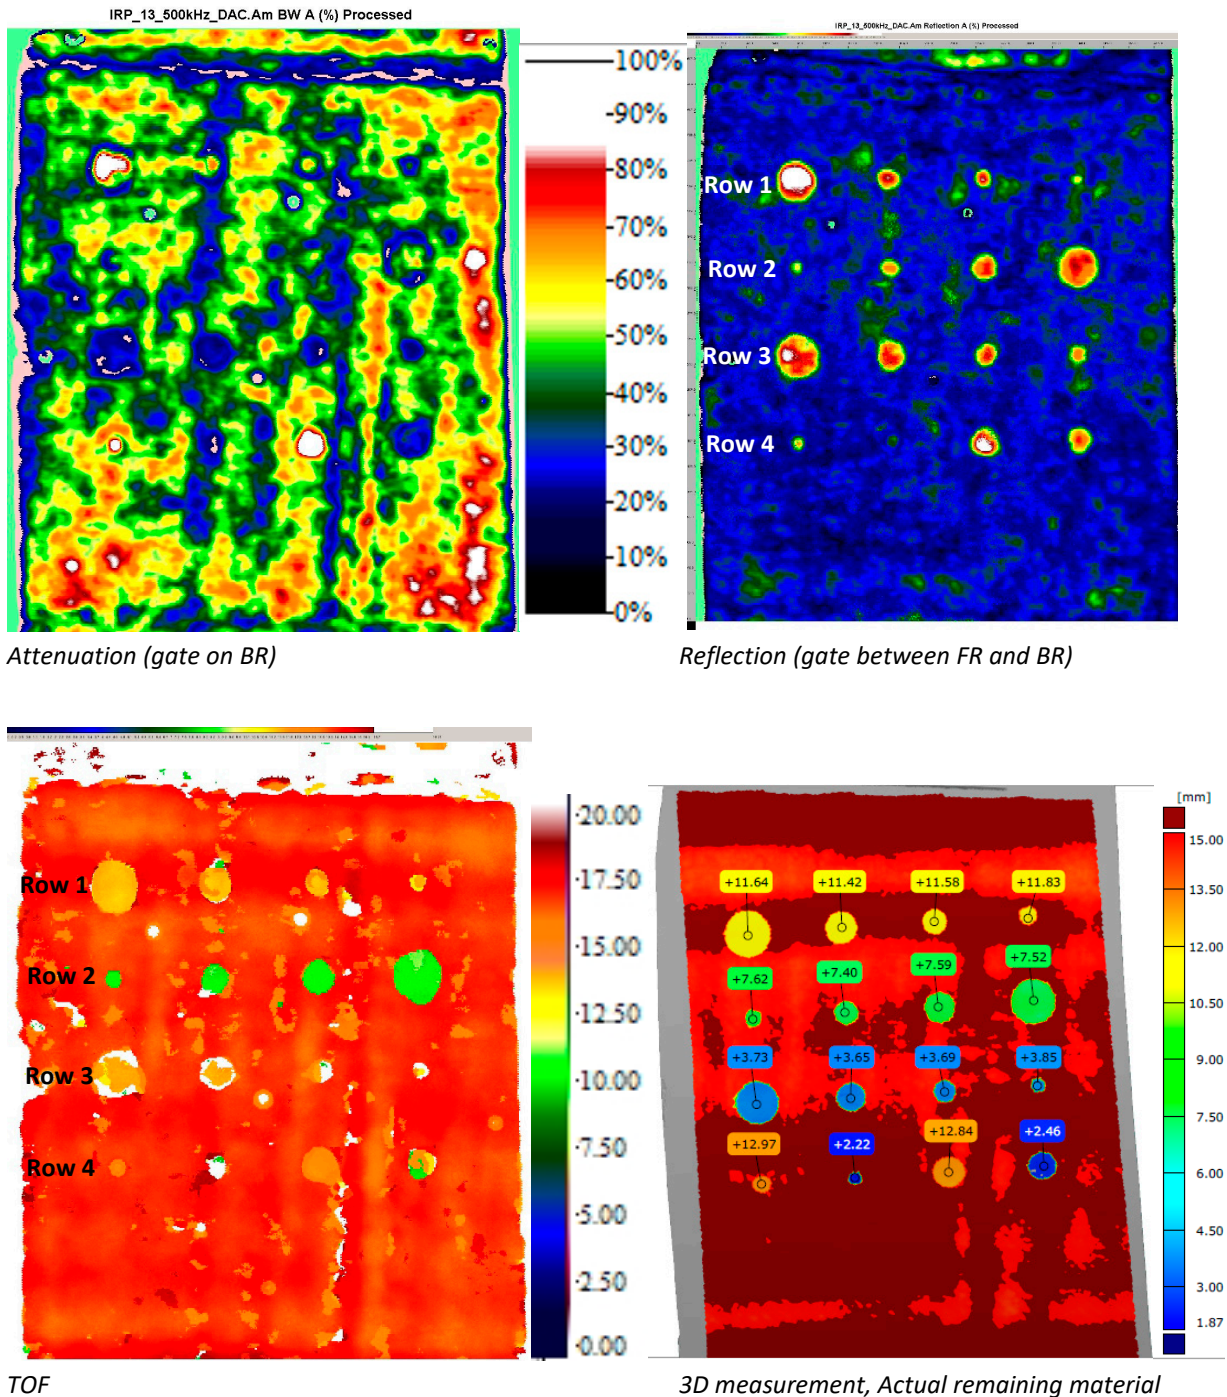 IRP_13_500kHz_DAC.Am BW A (%) Processed
IRP_13_500kHz_DAC.Am Reflection A (%) Processed
100%
90%
80%
70%
60%
50%
40%
30%
20%
10%
0%
Row 1
Row 2
Row 3
Row 4
Attenuation (gate on BR)
Reflection (gate between FR and BR)
Row 1
Row 2
Row 3
Row 4
20.00
17.50
15.00
12.50
10.00
7.50
5.00
2.50
0.00
[mm]
15.00
13.50
12.00
10.50
9.00
7.50
6.00
4.50
3.00
1.87
+11.64 +11.42 +11.58 +11.83
+7.62 +7.40 +7.59 +7.52
+3.73 +3.65 +3.69 +3.85
+12.97 +2.22 +12.84 +2.46
TOF
3D measurement, Actual remaining material